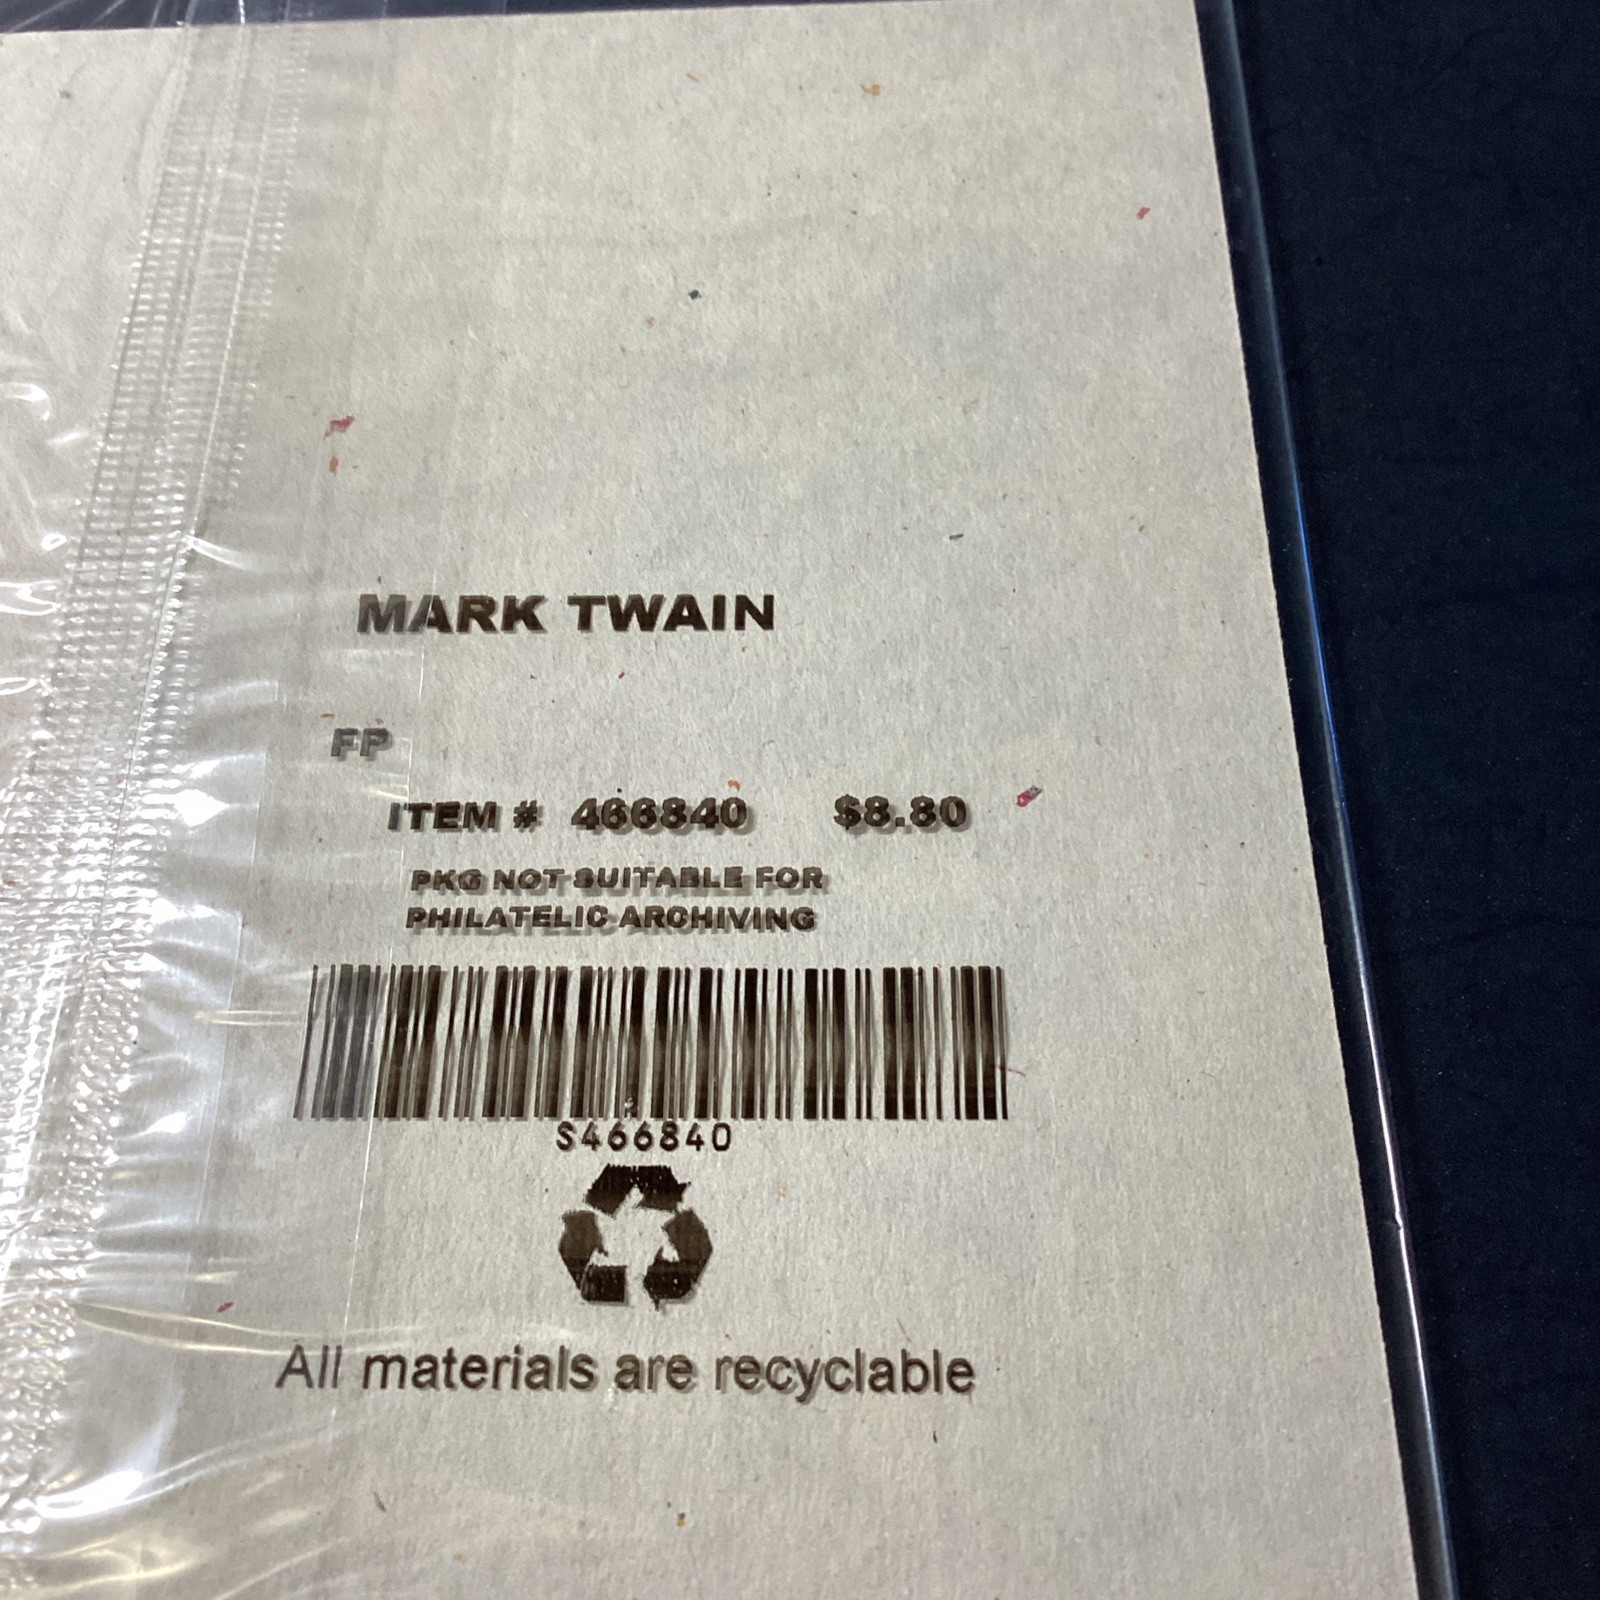 MARK TWAIN
FP
ITEM # 466840 $8.80
PKG NOT SUITABLE FOR
PHILATELIC ARCHIVING
S466840
All materials are recyclable